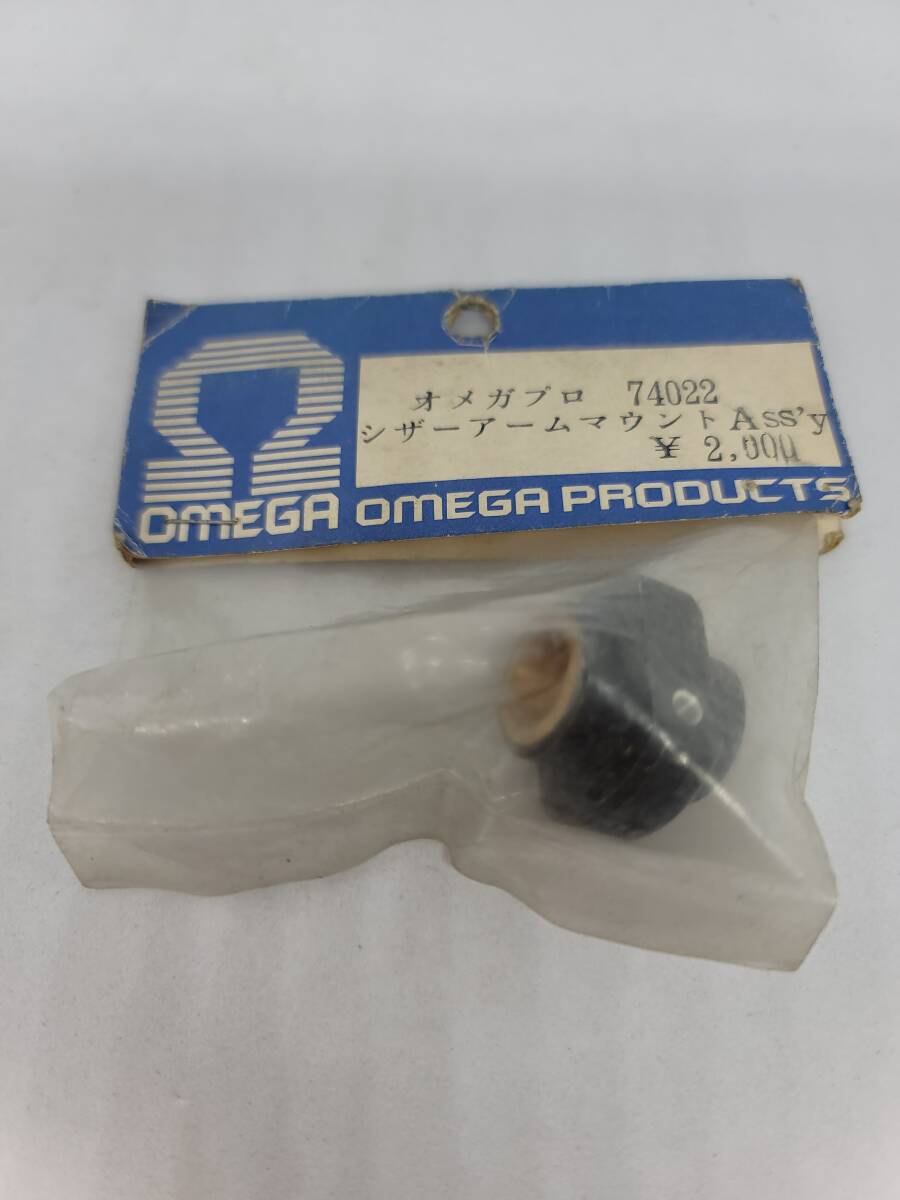 オメガプロ 74022
シザーアームマウントAss'y
¥ 2,000
OMEGA OMEGA PRODUCTS